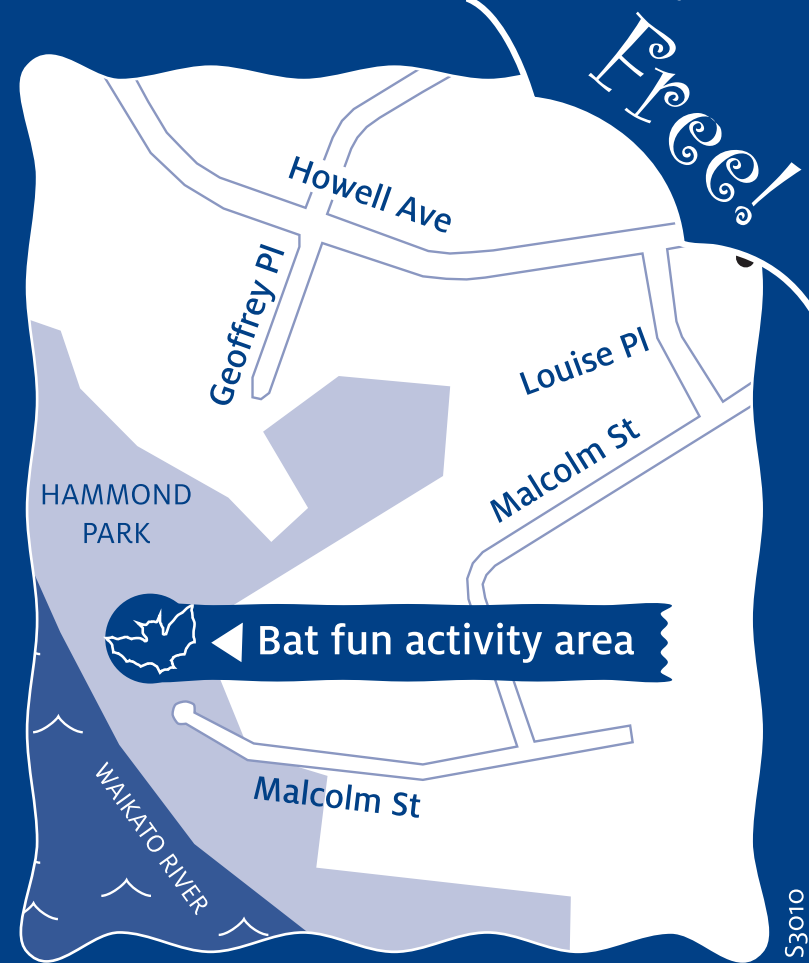 Free!
Howell Ave
Geoffrey Pl
Louise Pl
Malcolm St
HAMMOND
PARK
Bat fun activity area
Malcolm St
WAIKATO RIVER
S3010